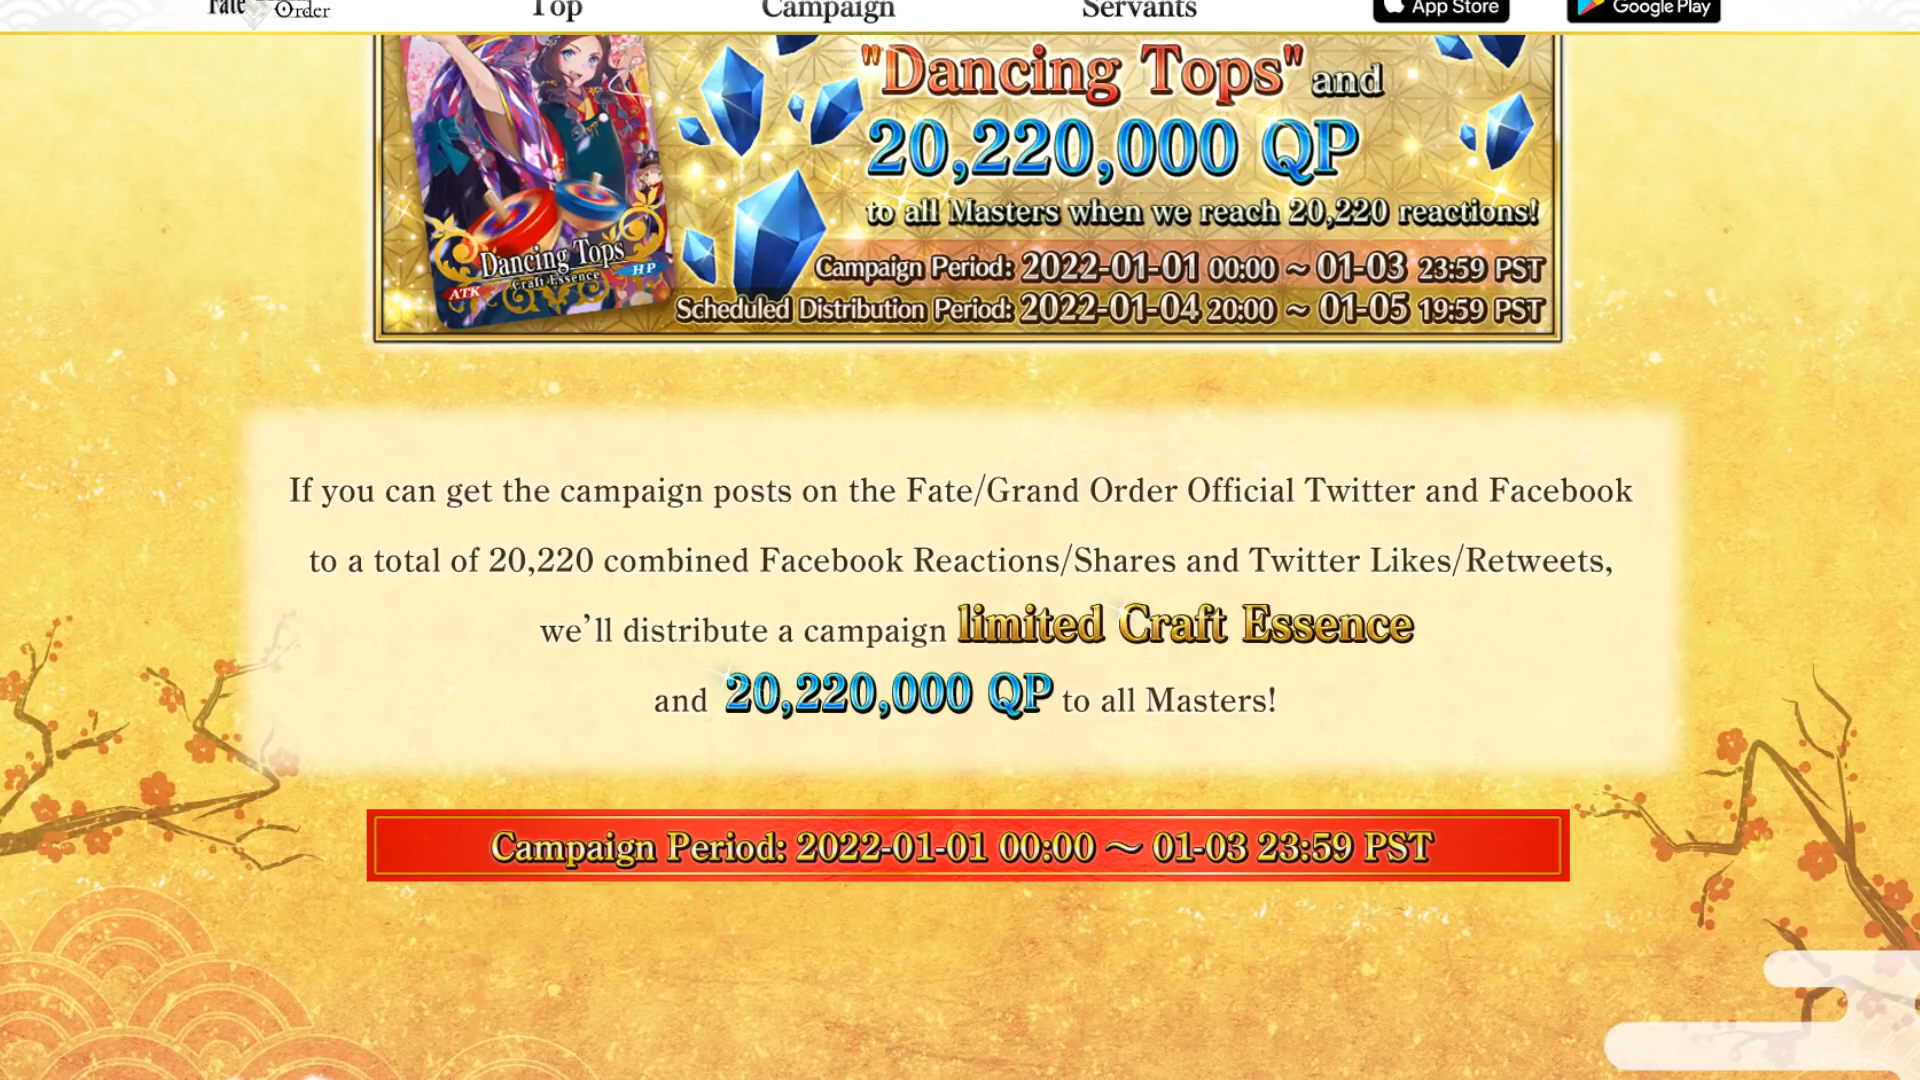 Fate
Order
Top
Campaign
Servants
App Store
Google Play
"Dancing Tops" and
20,220,000 QP
to all Masters when we reach 20,220 reactions!
Campaign Period: 2022-01-01 00:00 ~ 01-03 23:59 PST
Scheduled Distribution Period: 2022-01-04 20:00 ~ 01-05 19:59 PST
Dancing Tops
Craft Essence
ATK
HP
If you can get the campaign posts on the Fate/Grand Order Official Twitter and Facebook
to a total of 20,220 combined Facebook Reactions/Shares and Twitter Likes/Retweets,
we’ll distribute a campaign limited Craft Essence
and 20,220,000 QP to all Masters!
Campaign Period: 2022-01-01 00:00 ～ 01-03 23:59 PST